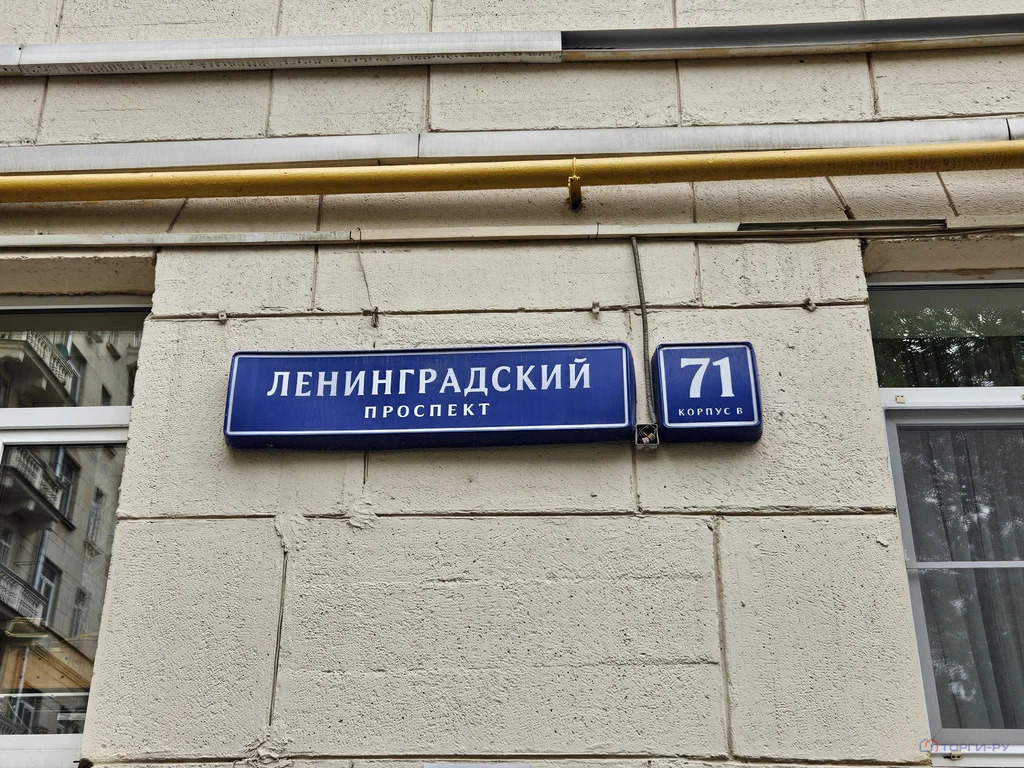 ЛЕНИНГРАДСКИЙ
ПРОСПЕКТ
71
КОРПУС В
ТОРГИ-РУ